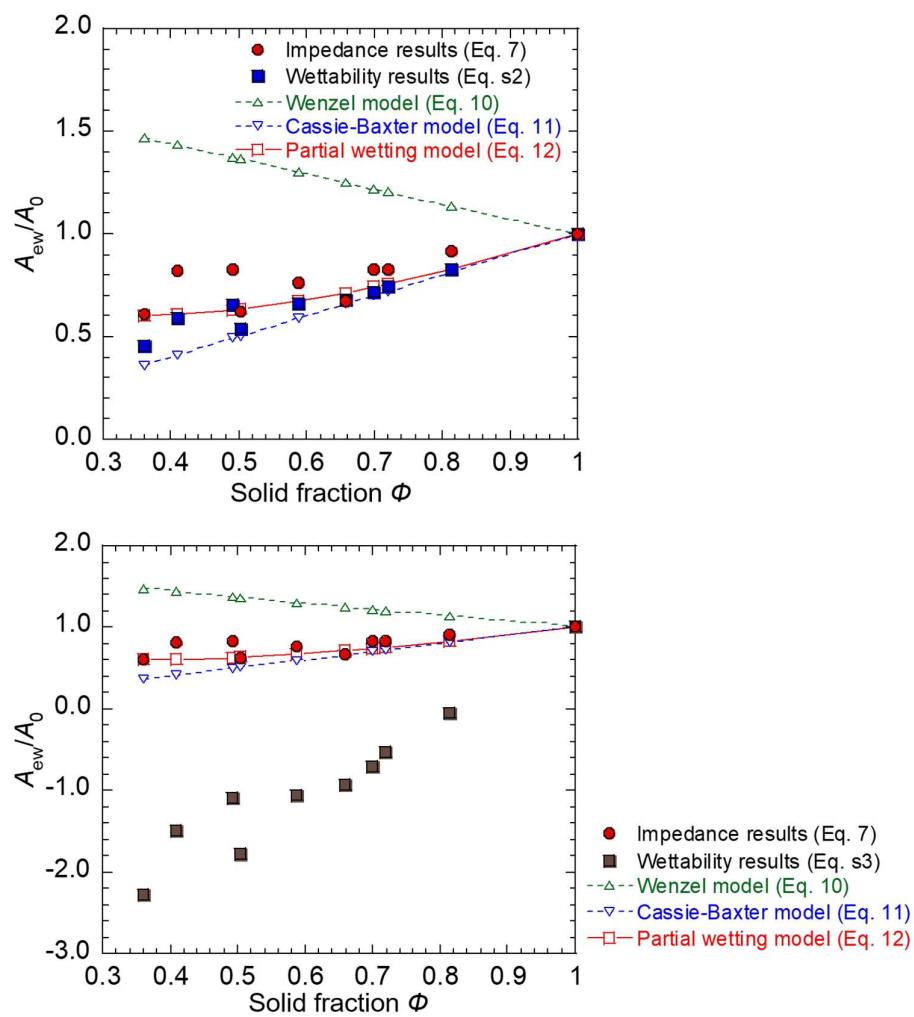 2.0
1.5
1.0
0.5
0.0
Aew/A0
Impedance results (Eq. 7)
Wettability results (Eq. s2)
Wenzel model (Eq. 10)
Cassie-Baxter model (Eq. 11)
Partial wetting model (Eq. 12)
0.3 0.4 0.5 0.6 0.7 0.8 0.9 1
Solid fraction Φ
2.0
1.0
0.0
-1.0
-2.0
-3.0
Aew/A0
0.3 0.4 0.5 0.6 0.7 0.8 0.9 1
Solid fraction Φ
Impedance results (Eq. 7)
Wettability results (Eq. s3)
Wenzel model (Eq. 10)
Cassie-Baxter model (Eq. 11)
Partial wetting model (Eq. 12)